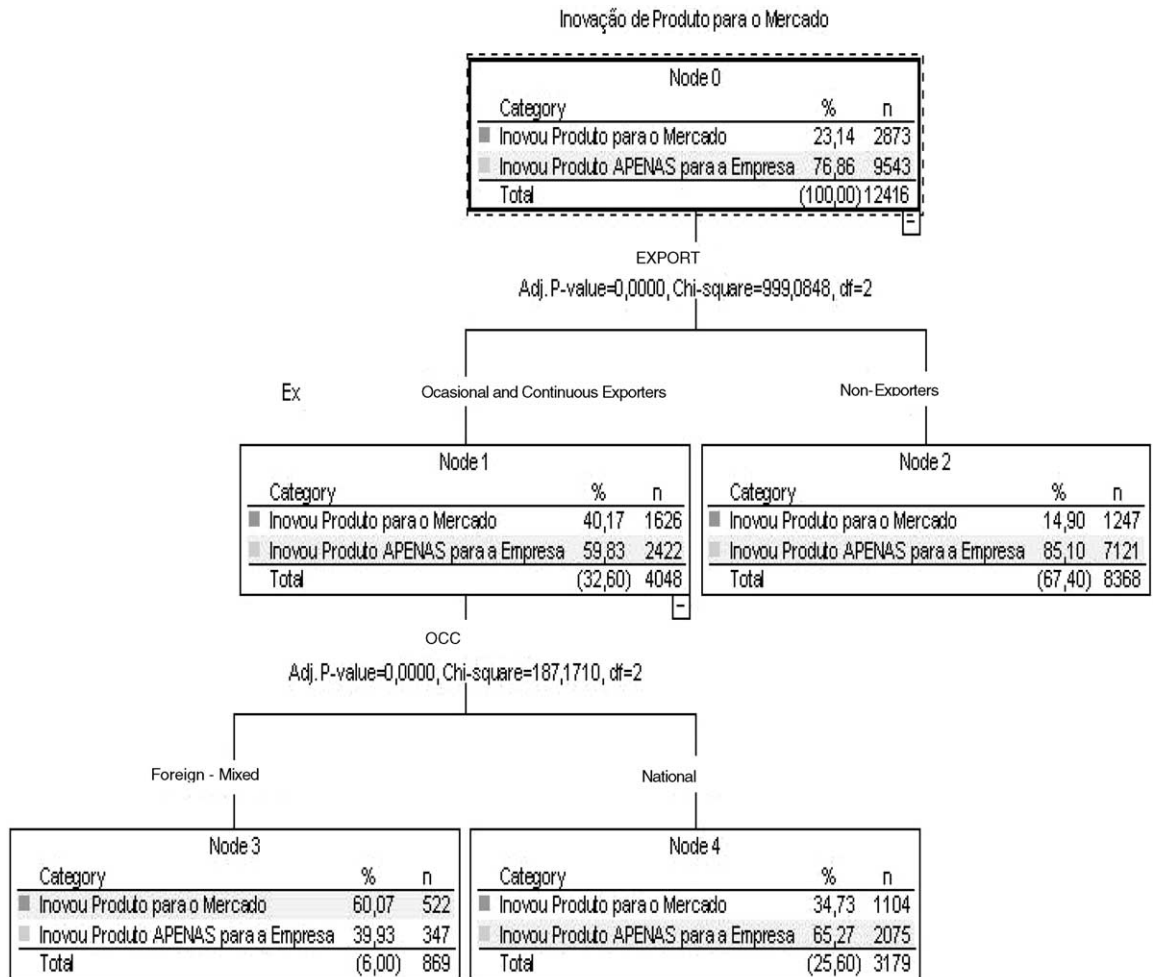 Inovação de Produto para o Mercado
Node 0
Category % n
Inovou Produto para o Mercado 23,14 2873
Inovou Produto APENAS para a Empresa 76,86 9543
Total (100,00) 12416
EXPORT
Adj. P-value=0,0000, Chi-square=999,0848, df=2
Ex
Ocasional and Continuous Exporters
Non-Exporters
Node 1
Category % n
Inovou Produto para o Mercado 40,17 1626
Inovou Produto APENAS para a Empresa 59,83 2422
Total (32,60) 4048
Node 2
Category % n
Inovou Produto para o Mercado 14,90 1247
Inovou Produto APENAS para a Empresa 85,10 7121
Total (67,40) 8368
OCC
Adj. P-value=0,0000, Chi-square=187,1710, df=2
Foreign - Mixed
National
Node 3
Category % n
Inovou Produto para o Mercado 60,07 522
Inovou Produto APENAS para a Empresa 39,93 347
Total (6,00) 869
Node 4
Category % n
Inovou Produto para o Mercado 34,73 1104
Inovou Produto APENAS para a Empresa 65,27 2075
Total (25,60) 3179